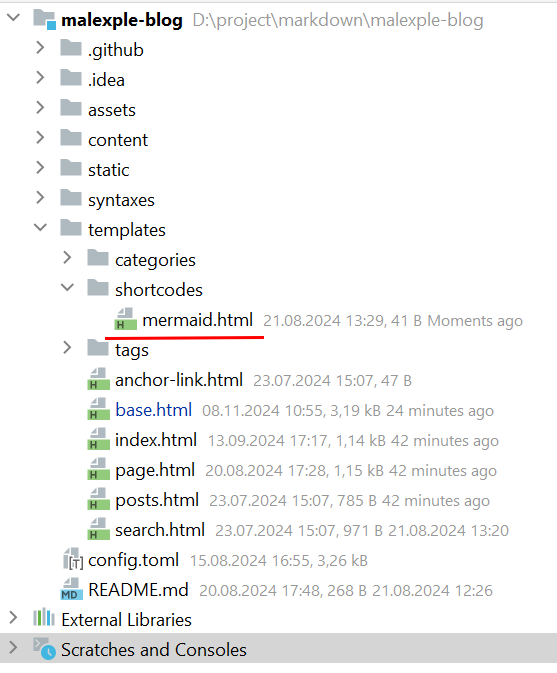 malexple-blog D:\project\markdown\malexple-blog
.github
.idea
assets
content
static
syntaxes
templates
categories
shortcodes
H mermaid.html 21.08.2024 13:29, 41 B Moments ago
tags
H anchor-link.html 23.07.2024 15:07, 47 B
H base.html 08.11.2024 10:55, 3,19 kB 24 minutes ago
H index.html 13.09.2024 17:17, 1,14 kB 42 minutes ago
H page.html 20.08.2024 17:28, 1,15 kB 42 minutes ago
H posts.html 23.07.2024 15:07, 785 B 42 minutes ago
H search.html 23.07.2024 15:07, 971 B 21.08.2024 13:20
[T] config.toml 15.08.2024 16:55, 3,26 kB
MD README.md 20.08.2024 17:48, 268 B 21.08.2024 12:26
External Libraries
Scratches and Consoles